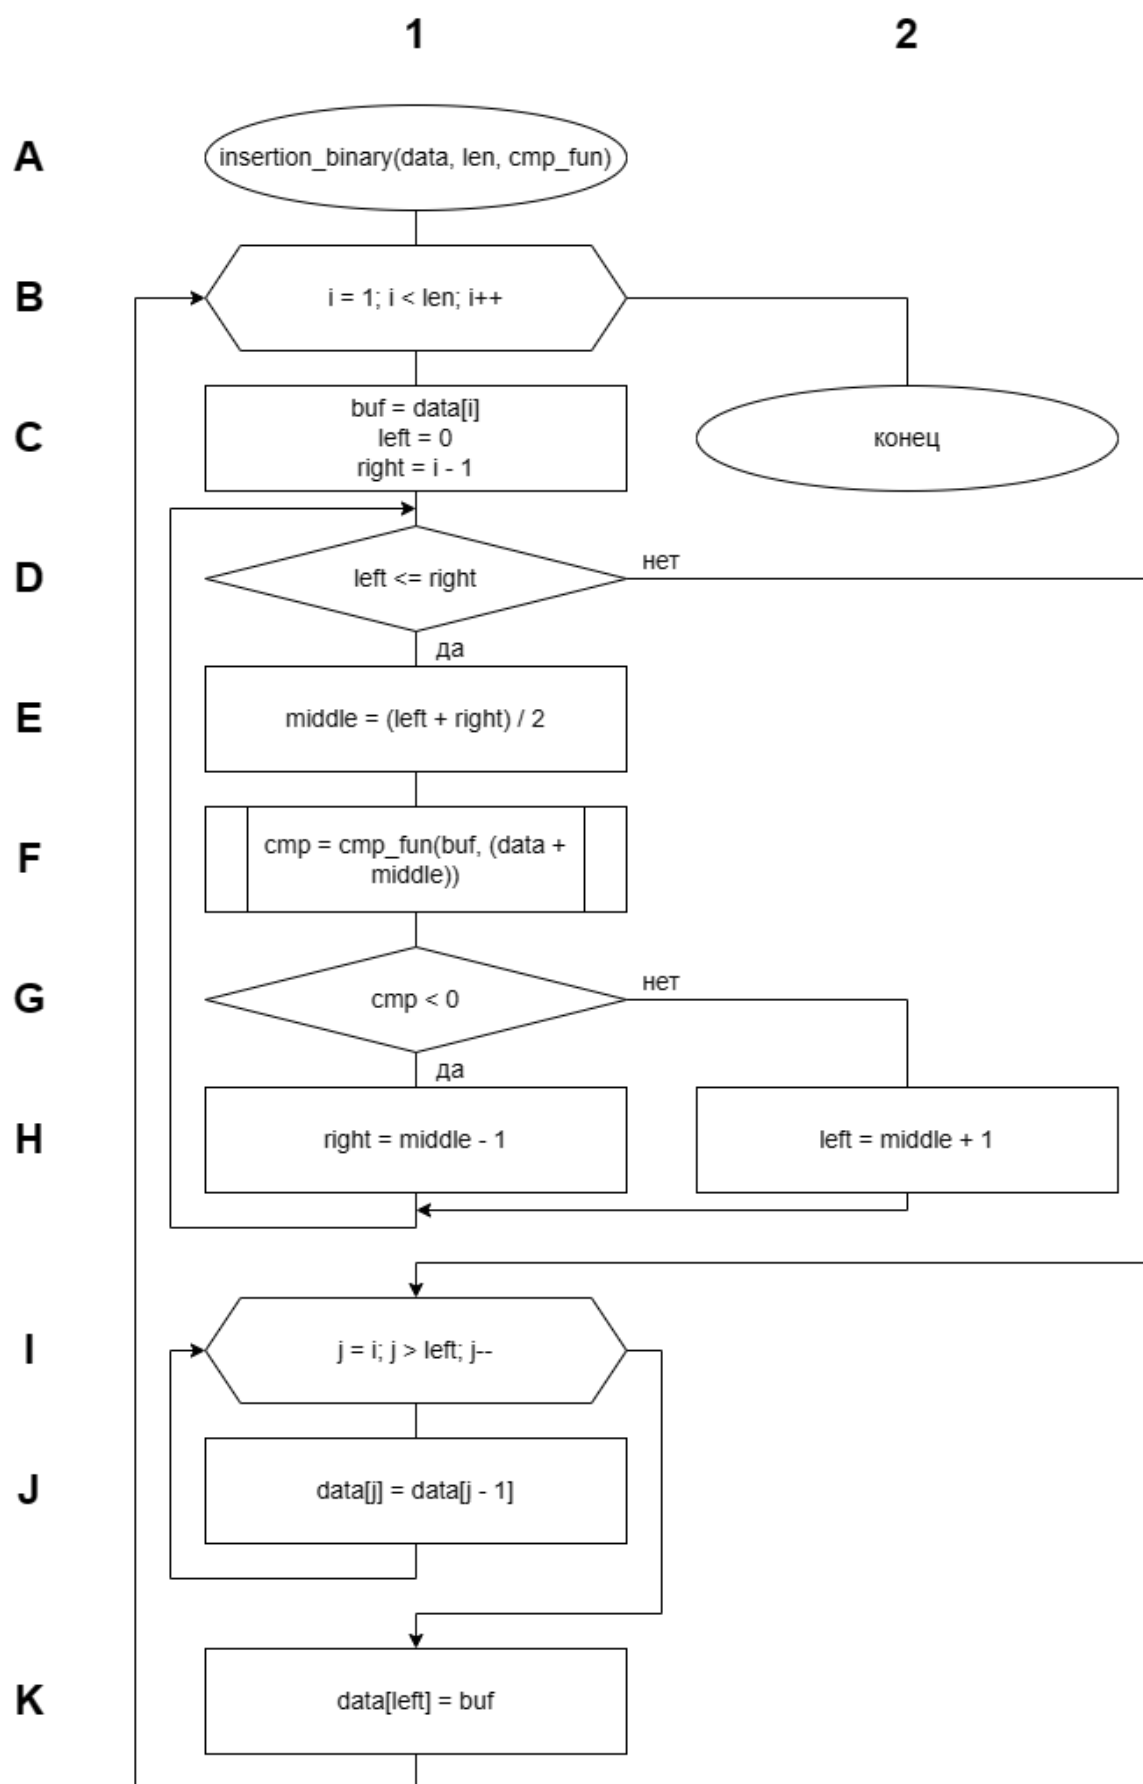 1
2
A
insertion_binary(data, len, cmp_fun)
B
i = 1; i < len; i++
C
buf = data[i]
left = 0
right = i - 1
конец
D
left <= right
нет
да
E
middle = (left + right) / 2
F
cmp = cmp_fun(buf, (data +
middle))
G
cmp < 0
нет
да
H
right = middle - 1
left = middle + 1
I
j = i; j > left; j--
J
data[j] = data[j - 1]
K
data[left] = buf